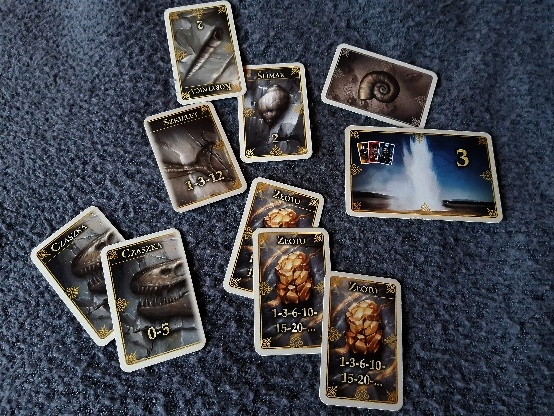 2
ŚLIMAK
2
SZKIELET
1-3-12
3
ZŁOTO
ZŁOTO
1-3-6-10-
15-20-...
ZŁOTO
1-3-6-10-
15-20-...
CZASZKA
CZASZKA
0-5